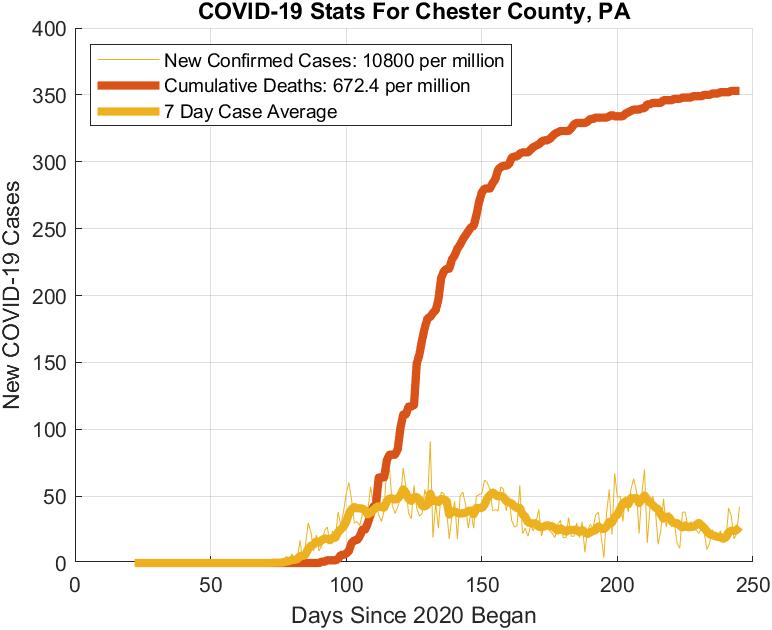 COVID-19 Stats For Chester County, PA
400
350
300
250
200
150
100
50
0
New COVID-19 Cases
New Confirmed Cases: 10800 per million
Cumulative Deaths: 672.4 per million
7 Day Case Average
0 50 100 150 200 250
Days Since 2020 Began